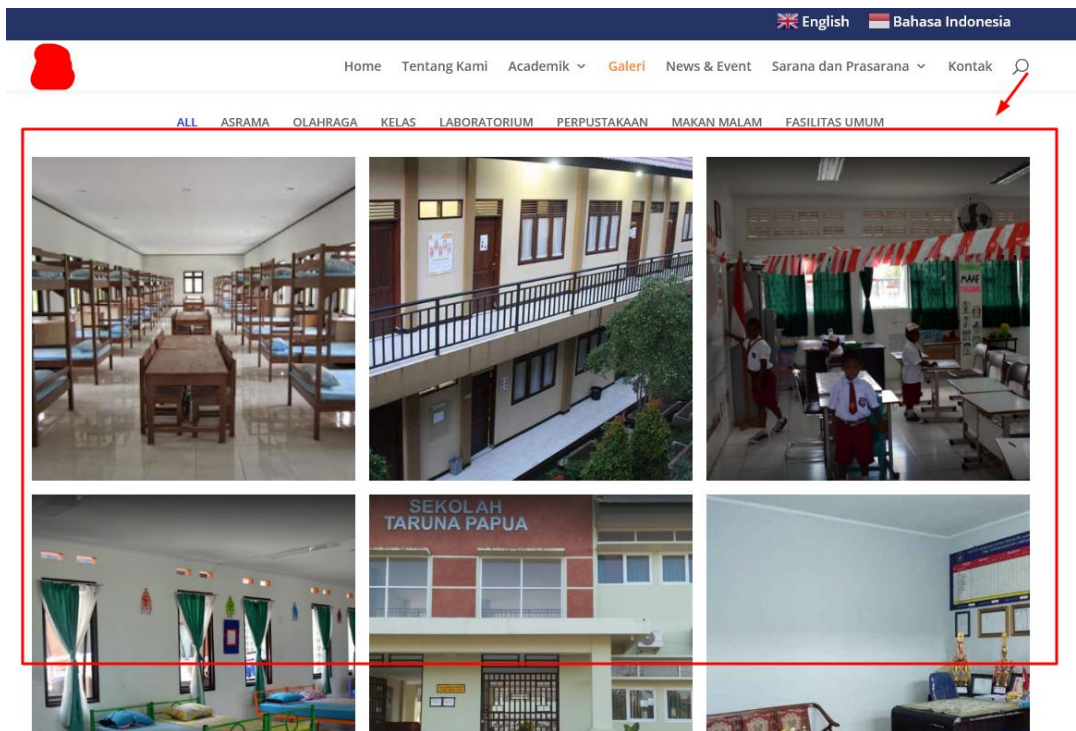 English Bahasa Indonesia
Home Tentang Kami Academik Galeri News & Event Sarana dan Prasarana Kontak
ALL ASRAMA OLAHRAGA KELAS LABORATORIUM PERPUSTAKAAN MAKAN MALAM FASILITAS UMUM
MAAF
SEKOLAH
TARUNA PAPUA